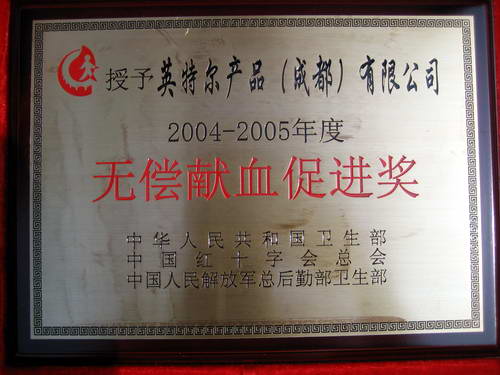 授予 英特尔产品（成都）有限公司
2004-2005年度
无偿献血促进奖
中华人民共和国卫生部
中国红十字会总会
中国人民解放军总后勤部卫生部